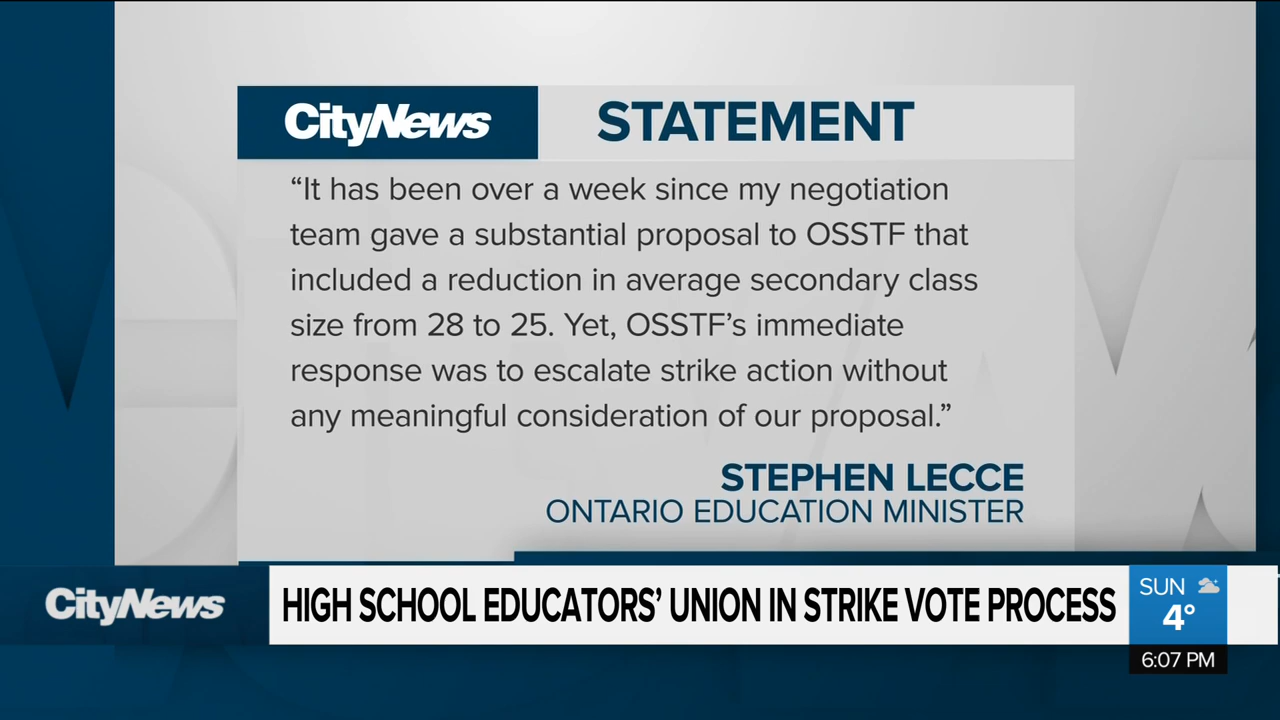 CityNews STATEMENT
“It has been over a week since my negotiation
team gave a substantial proposal to OSSTF that
included a reduction in average secondary class
size from 28 to 25. Yet, OSSTF’s immediate
response was to escalate strike action without
any meaningful consideration of our proposal.”
STEPHEN LECCE
ONTARIO EDUCATION MINISTER
CityNews HIGH SCHOOL EDUCATORS’ UNION IN STRIKE VOTE PROCESS
SUN
4°
6:07 PM